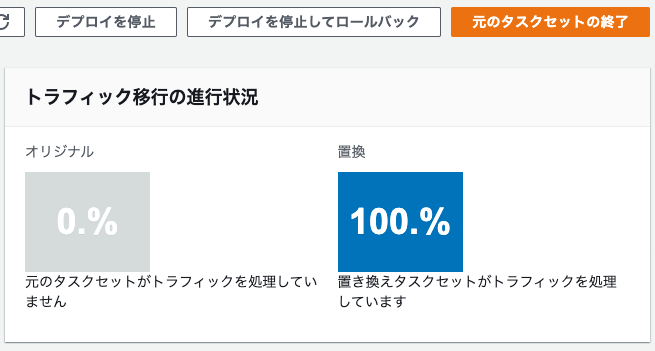 デプロイを停止
デプロイを停止してロールバック
元のタスクセットの終了
トラフィック移行の進行状況
オリジナル
置換
0.%
100.%
元のタスクセットがトラフィックを処理してい
ません
置き換えタスクセットがトラフィックを処理
しています